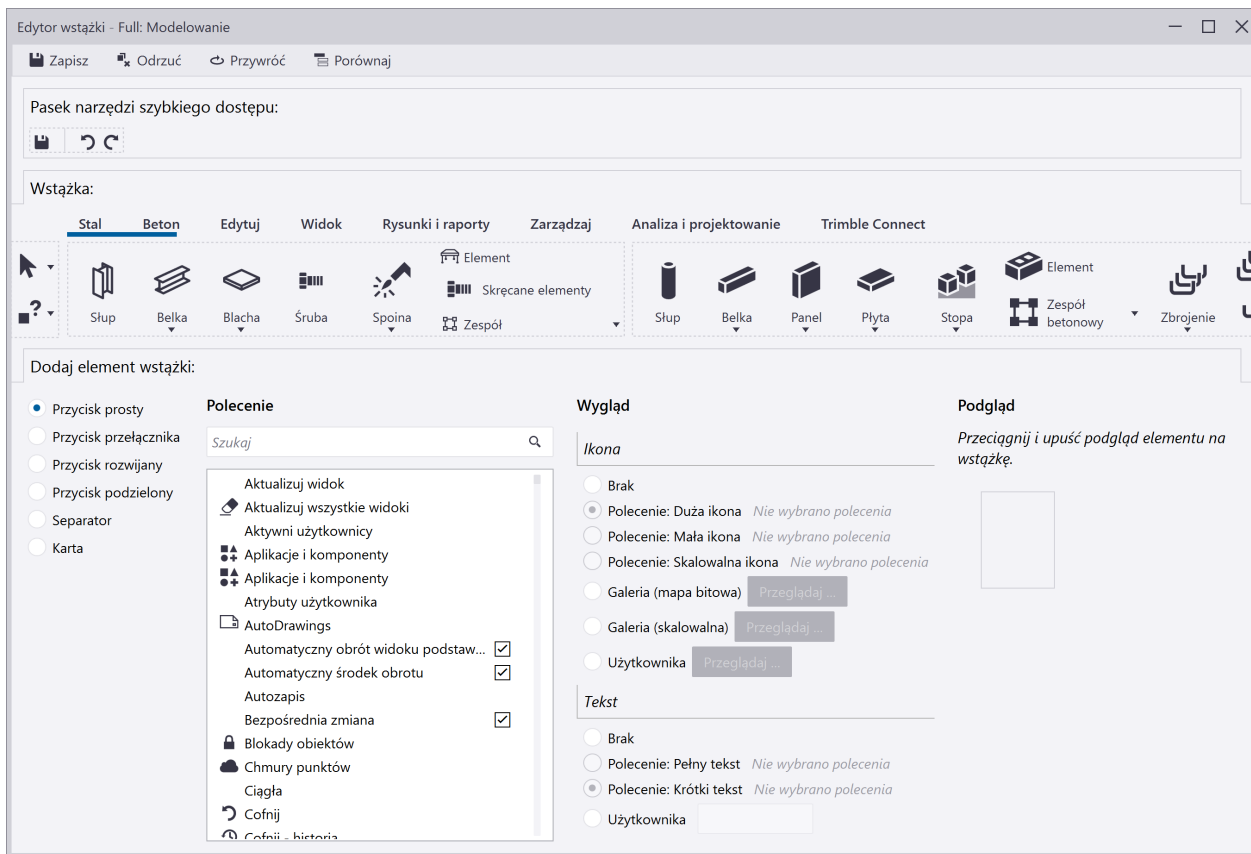 Edytor wstążki - Full: Modelowanie
Zapisz Odrzuć Przywróć Porównaj
Pasek narzędzi szybkiego dostępu:
Wstążka:
Stal Beton Edytuj Widok Rysunki i raporty Zarządzaj Analiza i projektowanie Trimble Connect
Słup Belka Blacha Śruba Spoina
Element
Skręcane elementy
Zespół
Słup Belka Panel Płyta Stopa
Element
Zespół
betonowy
Zbrojenie
Dodaj element wstążki:
Przycisk prosty
Przycisk przełącznika
Przycisk rozwijany
Przycisk podzielony
Separator
Karta
Polecenie
Szukaj
Aktualizuj widok
Aktualizuj wszystkie widoki
Aktywni użytkownicy
Aplikacje i komponenty
Aplikacje i komponenty
Atrybuty użytkownika
AutoDrawings
Automatyczny obrót widoku podstaw...
Automatyczny środek obrotu
Autozapis
Bezpośrednia zmiana
Blokady obiektów
Chmury punktów
Ciągła
Cofnij
Cofnij - historia
Wygląd
Ikona
Brak
Polecenie: Duża ikona Nie wybrano polecenia
Polecenie: Mała ikona Nie wybrano polecenia
Polecenie: Skalowalna ikona Nie wybrano polecenia
Galeria (mapa bitowa) Przeglądaj ...
Galeria (skalowalna) Przeglądaj ...
Użytkownika Przeglądaj ...
Tekst
Brak
Polecenie: Pełny tekst Nie wybrano polecenia
Polecenie: Krótki tekst Nie wybrano polecenia
Użytkownika
Podgląd
Przeciągnij i upuść podgląd elementu na
wstążkę.